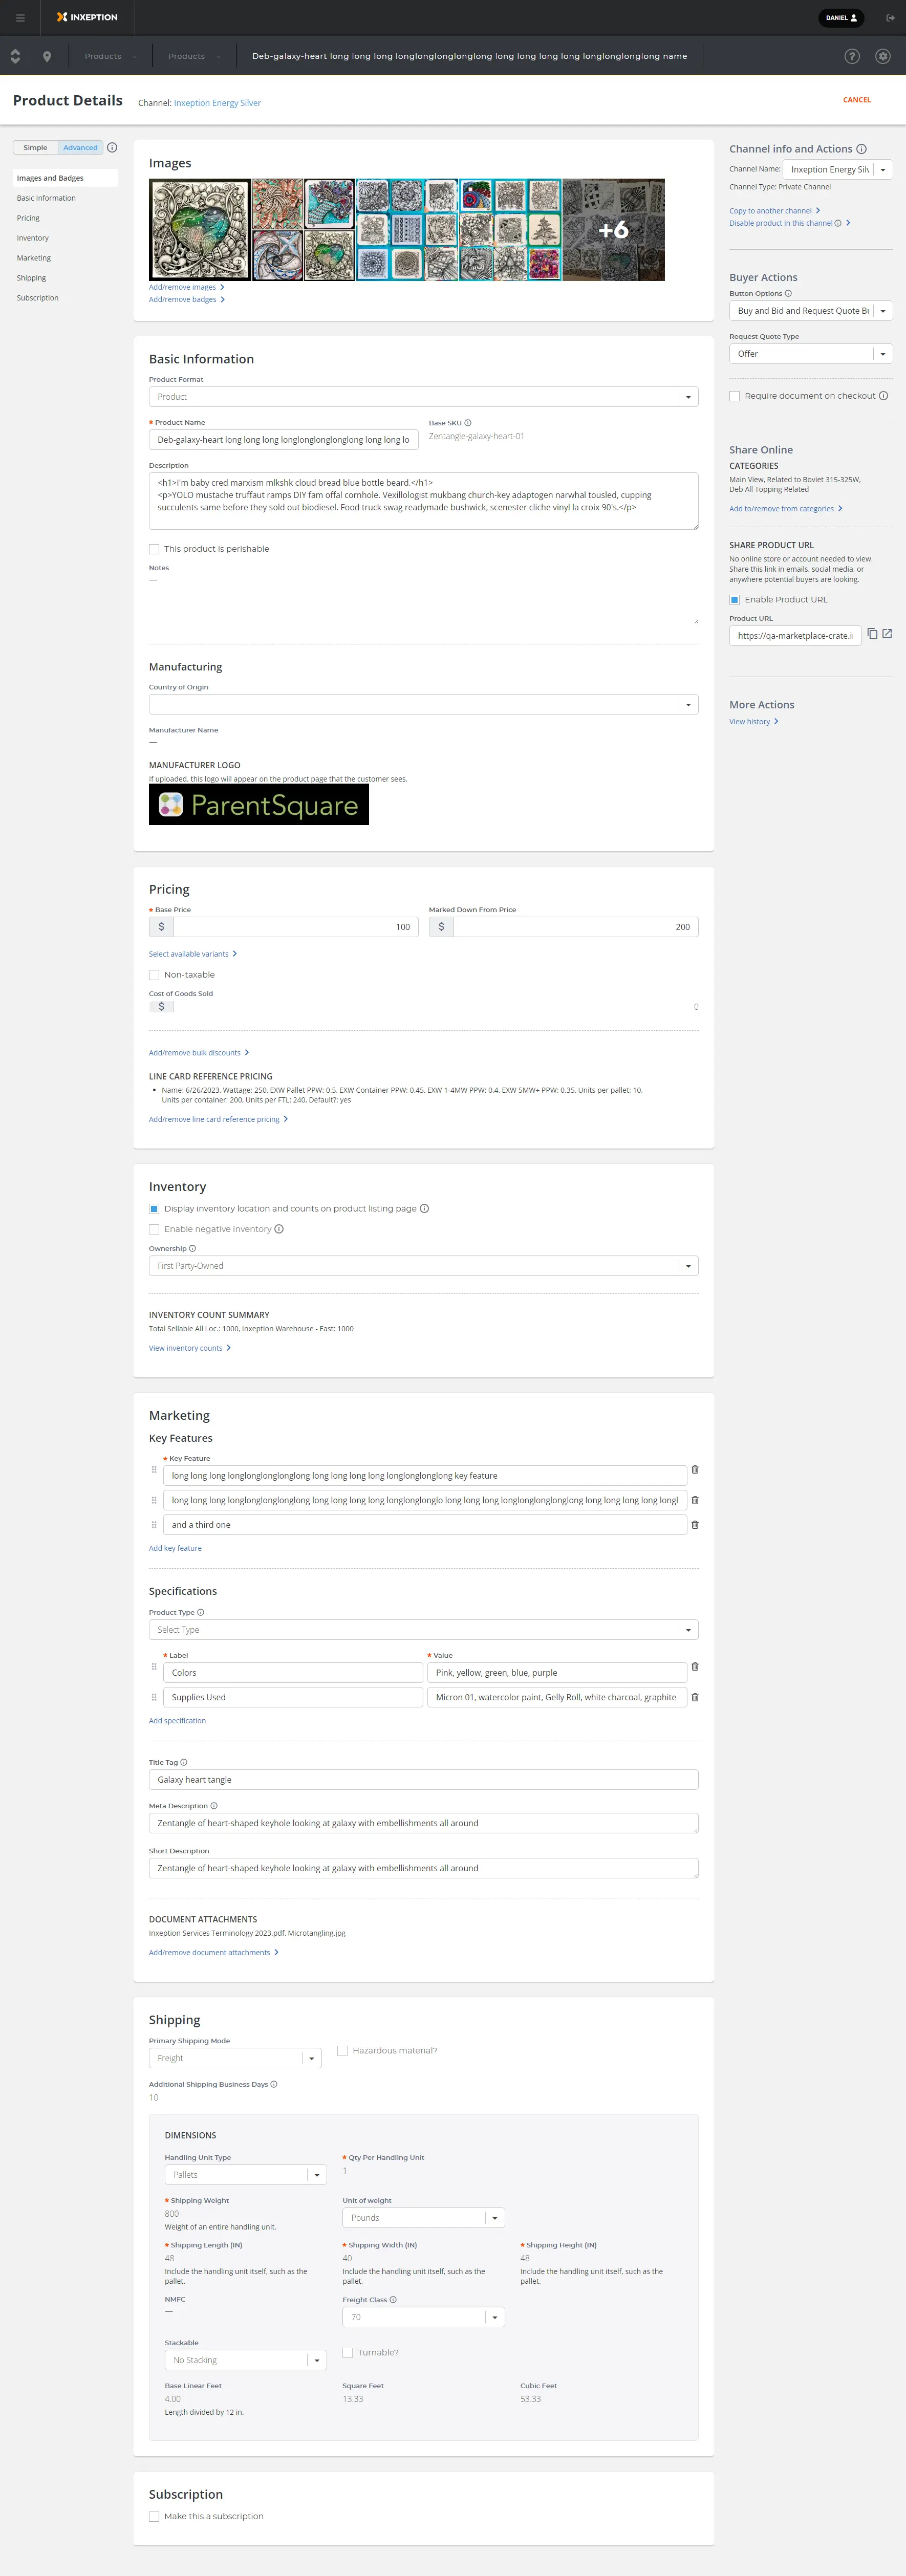 INXEPTION
DANIEL
Products
Products
Deb-galaxy-heart long long long longlonglonglonglong long long long long longlonglonglong name
Product Details
Channel: Inxeption Energy Silver
CANCEL
Simple
Advanced
Images and Badges
Basic Information
Pricing
Inventory
Marketing
Shipping
Subscription
Images
+6
Add/remove images
Add/remove badges
Basic Information
Product Format
Product
* Product Name
Base SKU
Deb-galaxy-heart long long long longlonglonglonglong long long lo
Zentangle-galaxy-heart-01
Description
<h1>I'm baby cred marxism mlkshk cloud bread blue bottle beard.</h1>
<p>YOLO mustache truffaut ramps DIY fam offal cornhole. Vexillologist mukbang church-key adaptogen narwhal tousled, cupping
succulents same before they sold out biodiesel. Food truck swag readymade bushwick, scenester cliche vinyl la croix 90's.</p>
This product is perishable
Notes
—
Manufacturing
Country of Origin
Manufacturer Name
—
MANUFACTURER LOGO
If uploaded, this logo will appear on the product page that the customer sees.
ParentSquare
Pricing
* Base Price
Marked Down From Price
$ 100
$ 200
Select available variants
Non-taxable
Cost of Goods Sold
$ 0
Add/remove bulk discounts
LINE CARD REFERENCE PRICING
• Name: 6/26/2023, Wattage: 250, EXW Pallet PPW: 0.5, EXW Container PPW: 0.45, EXW 1-4MW PPW: 0.4, EXW 5MW+ PPW: 0.35, Units per pallet: 10,
Units per container: 200, Units per FTL: 240, Default?: yes
Add/remove line card reference pricing
Inventory
Display inventory location and counts on product listing page
Enable negative inventory
Ownership
First Party-Owned
INVENTORY COUNT SUMMARY
Total Sellable All Loc.: 1000, Inxeption Warehouse - East: 1000
View inventory counts
Marketing
Key Features
* Key Feature
long long long longlonglonglonglong long long long long longlonglonglong key feature
long long long longlonglonglonglong long long long long longlonglonglo long long long longlonglonglonglong long long long long longl
and a third one
Add key feature
Specifications
Product Type
Select Type
* Label
* Value
Colors
Pink, yellow, green, blue, purple
Supplies Used
Micron 01, watercolor paint, Gelly Roll, white charcoal, graphite
Add specification
Title Tag
Galaxy heart tangle
Meta Description
Zentangle of heart-shaped keyhole looking at galaxy with embellishments all around
Short Description
Zentangle of heart-shaped keyhole looking at galaxy with embellishments all around
DOCUMENT ATTACHMENTS
Inxeption Services Terminology 2023.pdf, Microtangling.jpg
Add/remove document attachments
Shipping
Primary Shipping Mode
Freight
Hazardous material?
Additional Shipping Business Days
10
DIMENSIONS
Handling Unit Type
* Qty Per Handling Unit
Pallets
1
* Shipping Weight
Unit of weight
800
Pounds
Weight of an entire handling unit.
* Shipping Length (IN)
* Shipping Width (IN)
* Shipping Height (IN)
48
40
48
Include the handling unit itself, such as the
pallet.
Include the handling unit itself, such as the
pallet.
Include the handling unit itself, such as the
pallet.
NMFC
Freight Class
—
70
Stackable
No Stacking
Turnable?
Base Linear Feet
Square Feet
Cubic Feet
4.00
13.33
53.33
Length divided by 12 in.
Subscription
Make this a subscription
Channel info and Actions
Channel Name: Inxeption Energy Silv
Channel Type: Private Channel
Copy to another channel
Disable product in this channel
Buyer Actions
Button Options
Buy and Bid and Request Quote Bu
Request Quote Type
Offer
Require document on checkout
Share Online
CATEGORIES
Main View, Related to Boviet 315-325W,
Deb All Topping Related
Add to/remove from categories
SHARE PRODUCT URL
No online store or account needed to view.
Share this link in emails, social media, or
anywhere potential buyers are looking.
Enable Product URL
Product URL
https://qa-marketplace-crate.i
More Actions
View history